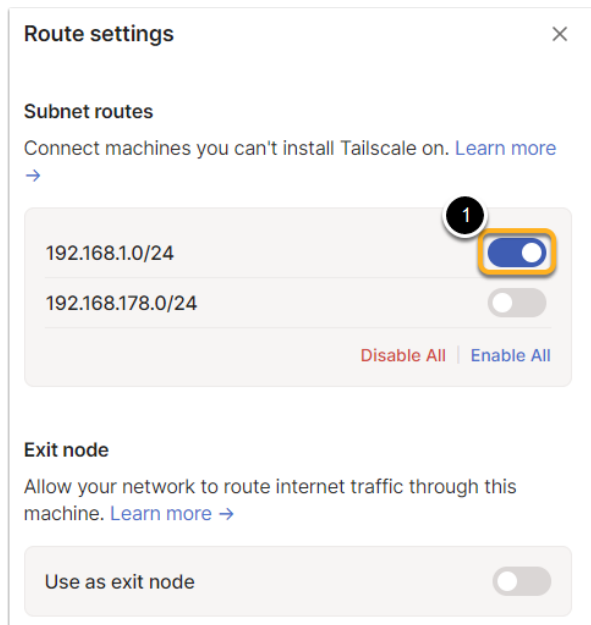 Route settings
Subnet routes
Connect machines you can't install Tailscale on. Learn more
→
1
192.168.1.0/24
192.168.178.0/24
Disable All | Enable All
Exit node
Allow your network to route internet traffic through this
machine. Learn more →
Use as exit node